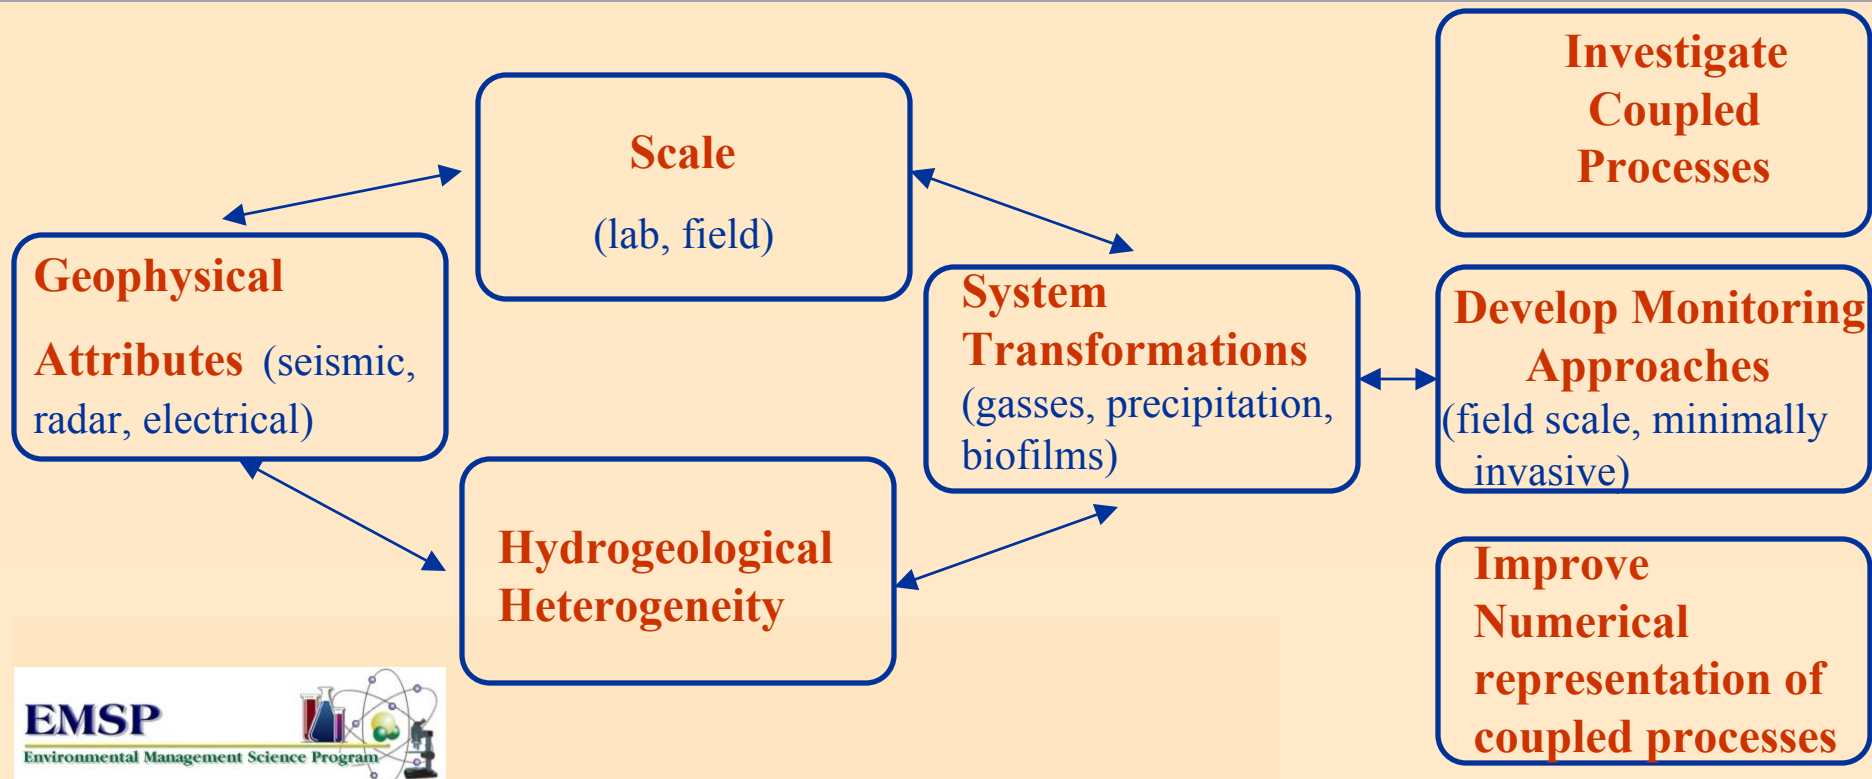 Scale
(lab, field)
Geophysical
Attributes (seismic,
radar, electrical)
Hydrogeological
Heterogeneity
System
Transformations
(gasses, precipitation,
biofilms)
Investigate
Coupled
Processes
Develop Monitoring
Approaches
(field scale, minimally
invasive)
Improve
Numerical
representation of
coupled processes
EMSP
Environmental Management Science Program